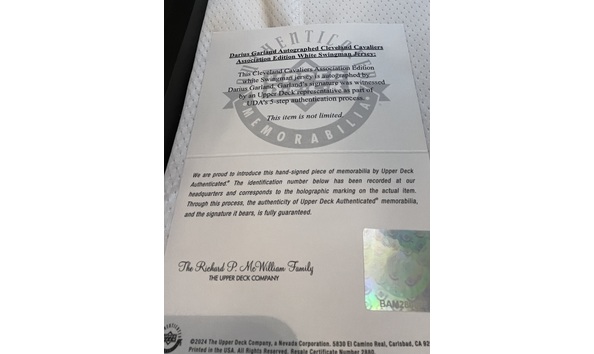 AUTHENTICATED
Darius Garland Autographed Cleveland Cavaliers
Association Edition White Swingman Jersey:
This Cleveland Cavaliers Association Edition
white Swingman jersey is autographed by
Darius Garland. Garland's signature was witnessed
by an Upper Deck representative as part of
UDA's 5-step authentication process.
This item is not limited.
MEMORABILIA
We are proud to introduce this hand-signed piece of memorabilia by Upper Deck
Authenticated.® The identification number below has been recorded at our
headquarters and corresponds to the holographic marking on the actual item.
Through this process, the authenticity of Upper Deck Authenticated® memorabilia,
and the signature it bears, is fully guaranteed.
The Richard P. McWilliam Family
THE UPPER DECK COMPANY
©2024 The Upper Deck Company, a Nevada Corporation, 5830 El Camino Real, Carlsbad, CA 92
Printed in the USA. All Rights Reserved. Resale Certificate Number